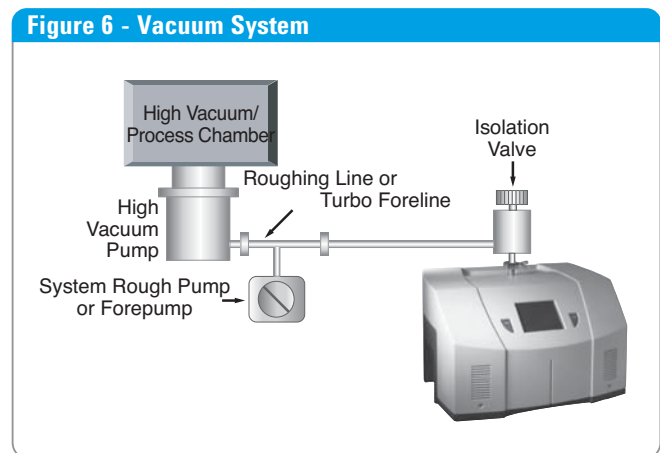 Figure 6 - Vacuum System
High Vacuum/
Process Chamber
Isolation
Valve
Roughing Line or
Turbo Foreline
High
Vacuum
Pump
System Rough Pump
or Forepump